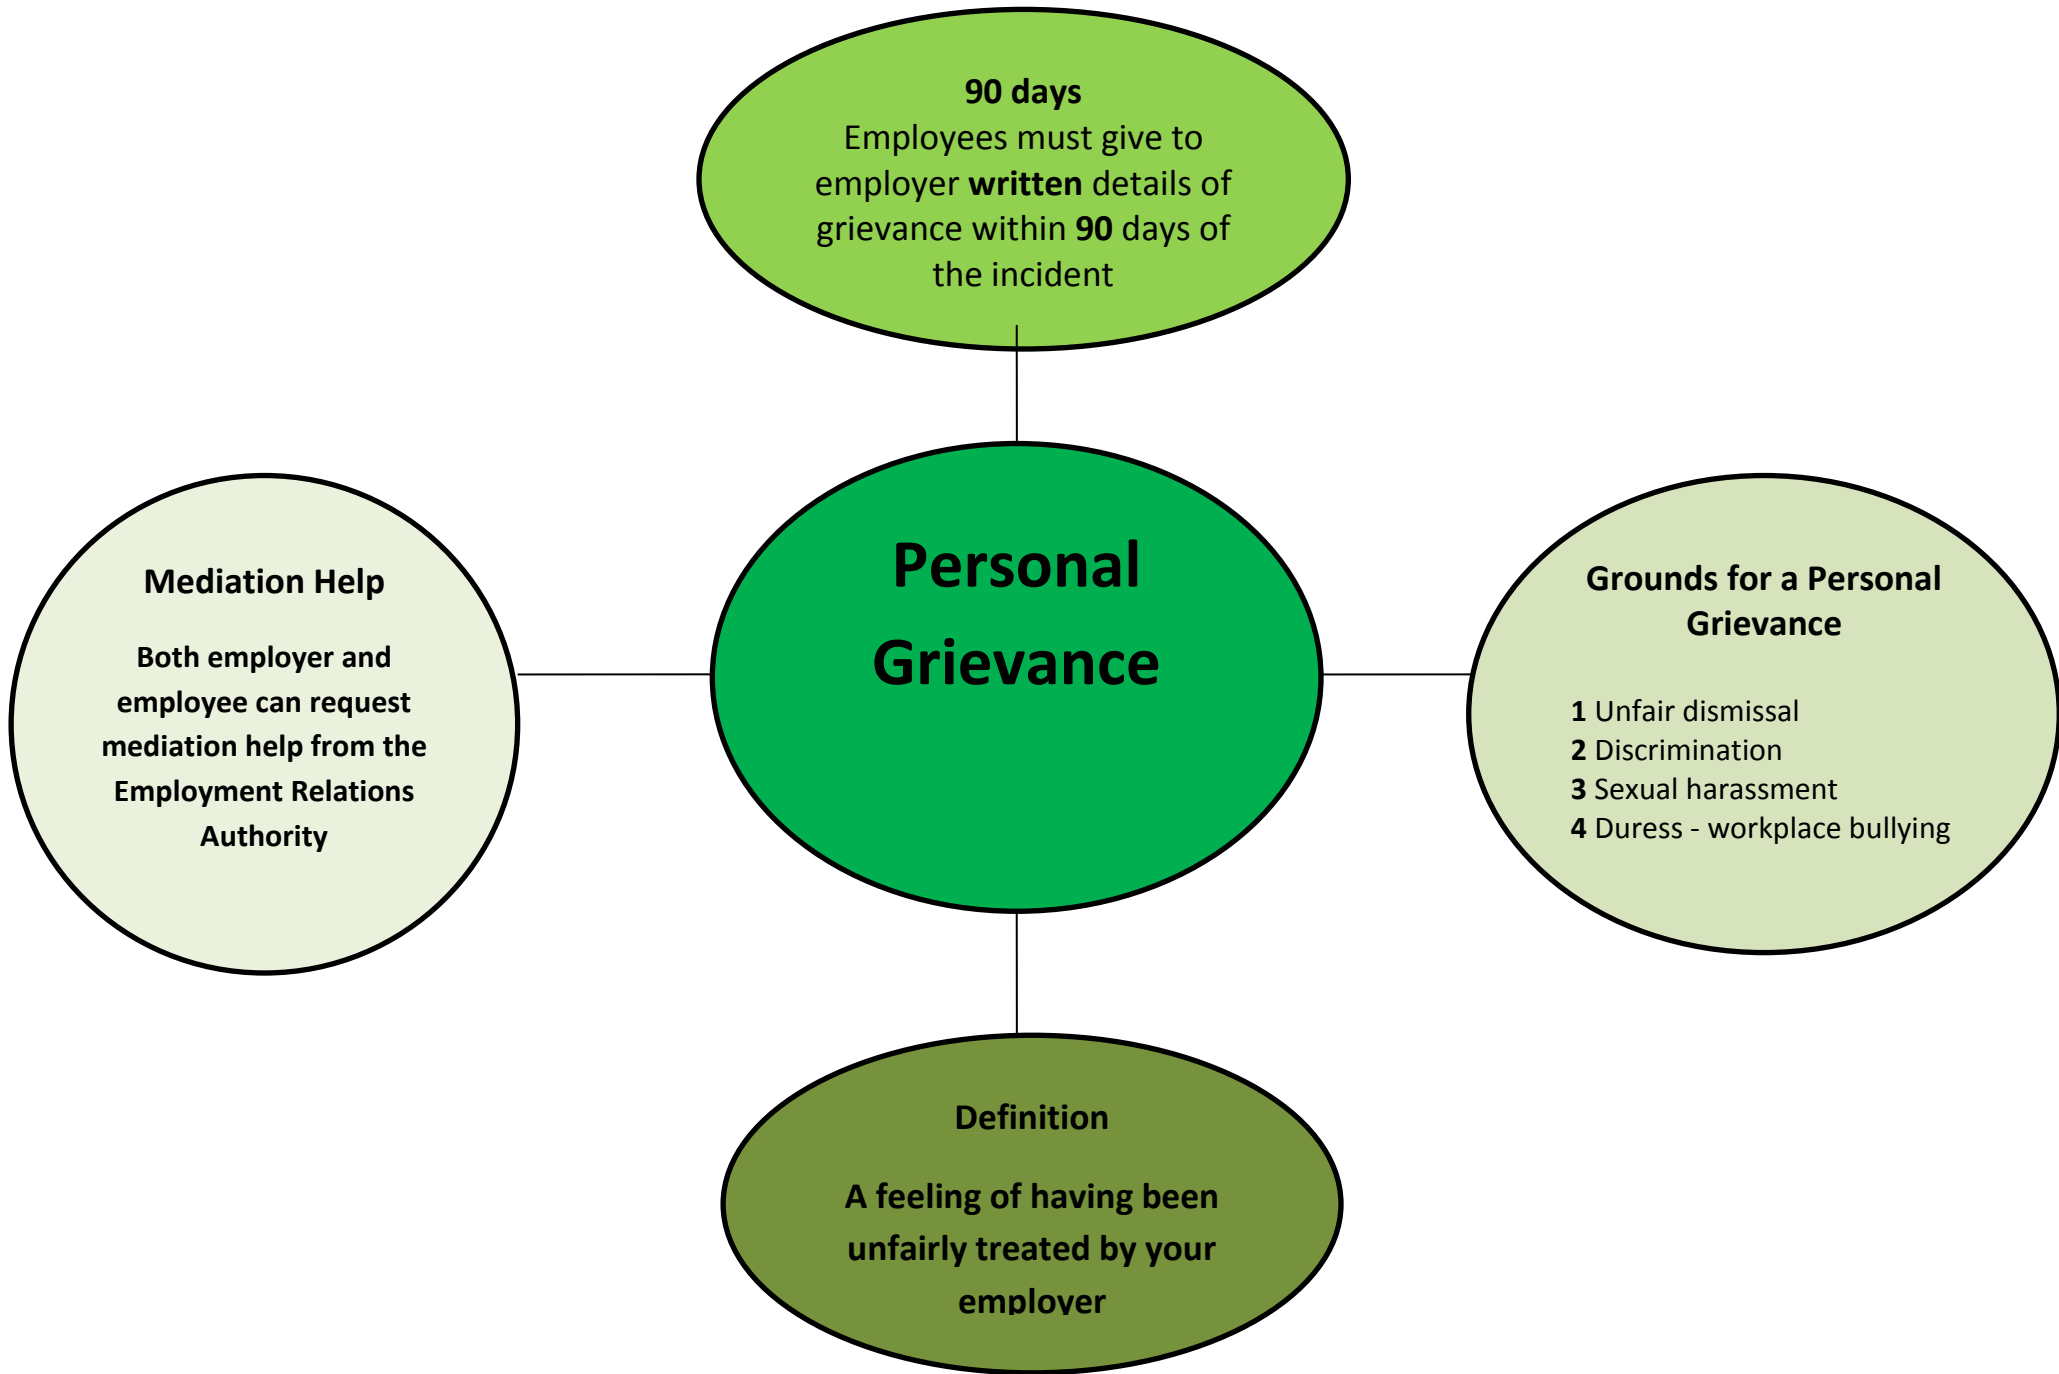 90 days
Employees must give to
employer written details of
grievance within 90 days of
the incident
Mediation Help
Both employer and
employee can request
mediation help from the
Employment Relations
Authority
Personal
Grievance
Grounds for a Personal
Grievance
1 Unfair dismissal
2 Discrimination
3 Sexual harassment
4 Duress - workplace bullying
Definition
A feeling of having been
unfairly treated by your
employer